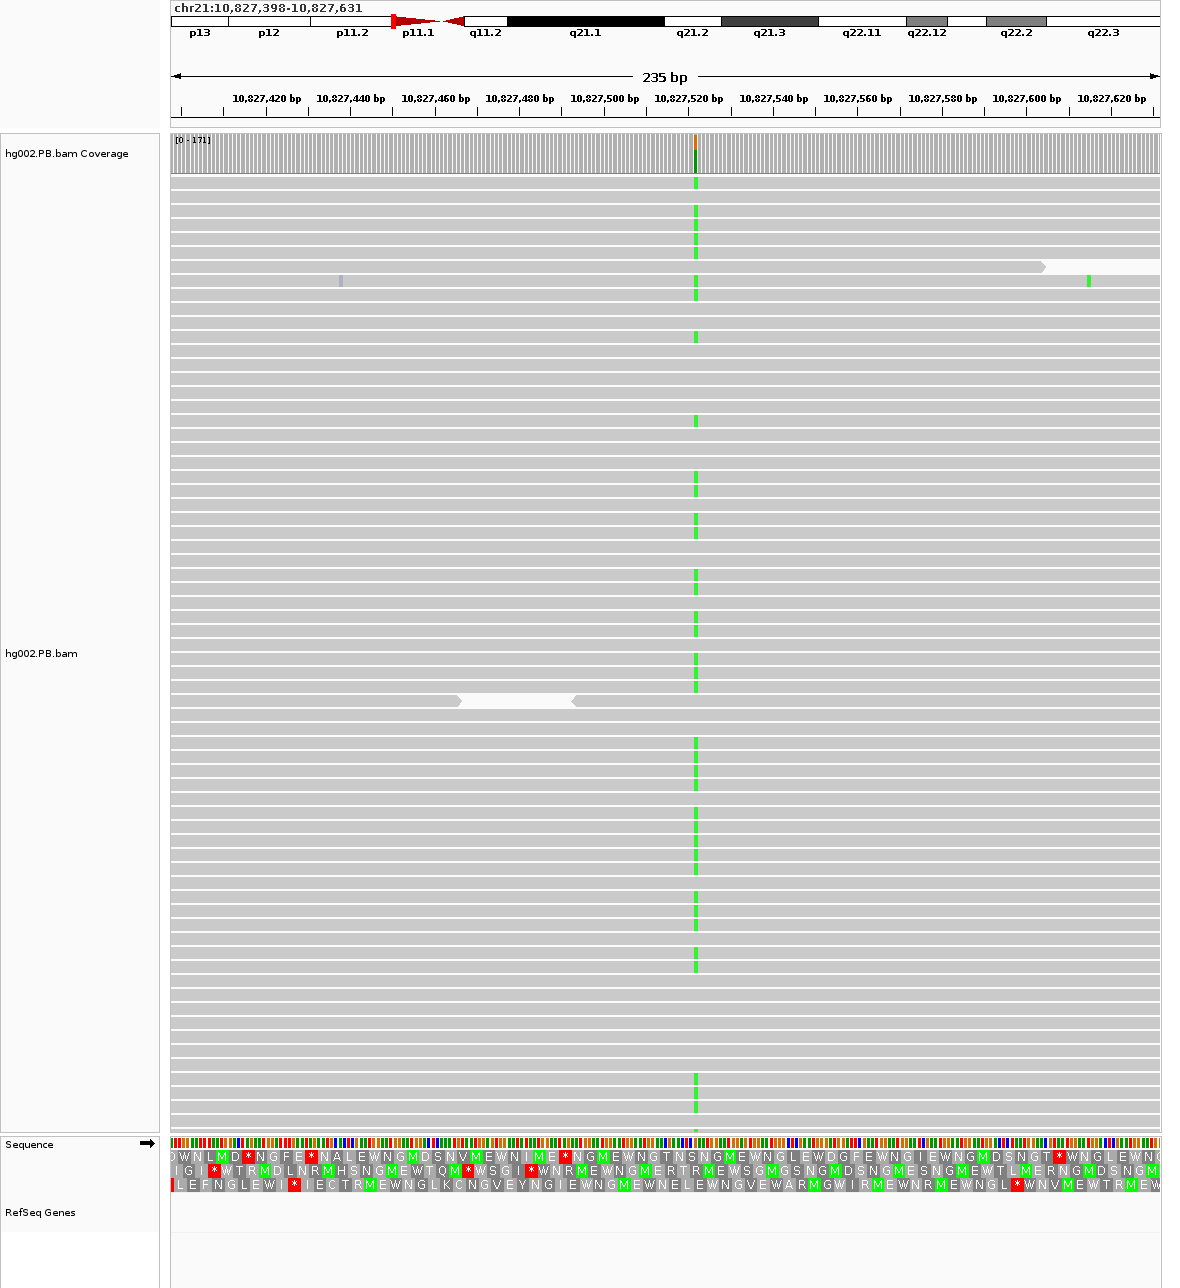 chr21:10,827,398-10,827,631
p13 p12 p11.2 p11.1 q11.2 q21.1 q21.2 q21.3 q22.11 q22.12 q22.2 q22.3
235 bp
10,827,420 bp 10,827,440 bp 10,827,460 bp 10,827,480 bp 10,827,500 bp 10,827,520 bp 10,827,540 bp 10,827,560 bp 10,827,580 bp 10,827,600 bp 10,827,620 bp
[0 - 171]
hg002.PB.bam Coverage
hg002.PB.bam
Sequence
D W N L M D * N G F E * N A L E W N G M D S N V M E W N I M E * N G M E W N G T N S N G M E W N G L E W D G F E W N G I E W N G M D S N G T * W N G L E W N G
I G I * W T R M D L N R M H S N G M E W T Q M * W S G I * W N R M E W N G M E R T R M E W S G M G S N G M D S N G M E S N G M E W T L M E R N G M D S N G M
L E F N G L E W I * I E C T R M E W N G L K C N G V E Y N G I E W N G M E W N E L E W N G V E W A R M G W I R M E W N R M E W N G L * W N V M E W T R M E W
RefSeq Genes